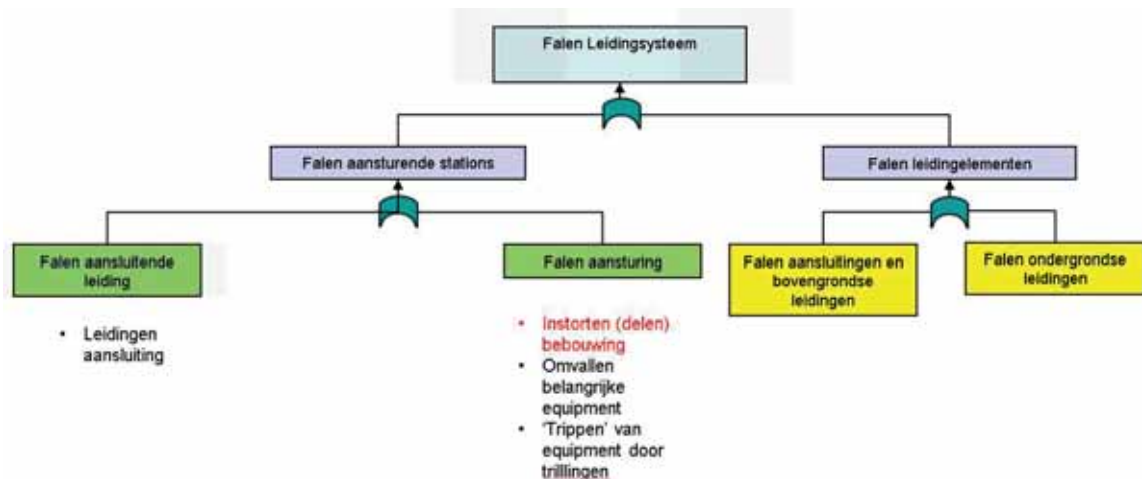 Falen Leidingsysteem
Falen aansturende stations
Falen leidingelementen
Falen aansluitende
leiding
Falen aansturing
Falen aansluitingen en
bovengrondse
leidingen
Falen ondergrondse
leidingen
• Leidingen
aansluiting
• Instorten (delen)
bebouwing
• Omvallen
belangrijke
equipment
• 'Trippen' van
equipment door
trilllingen